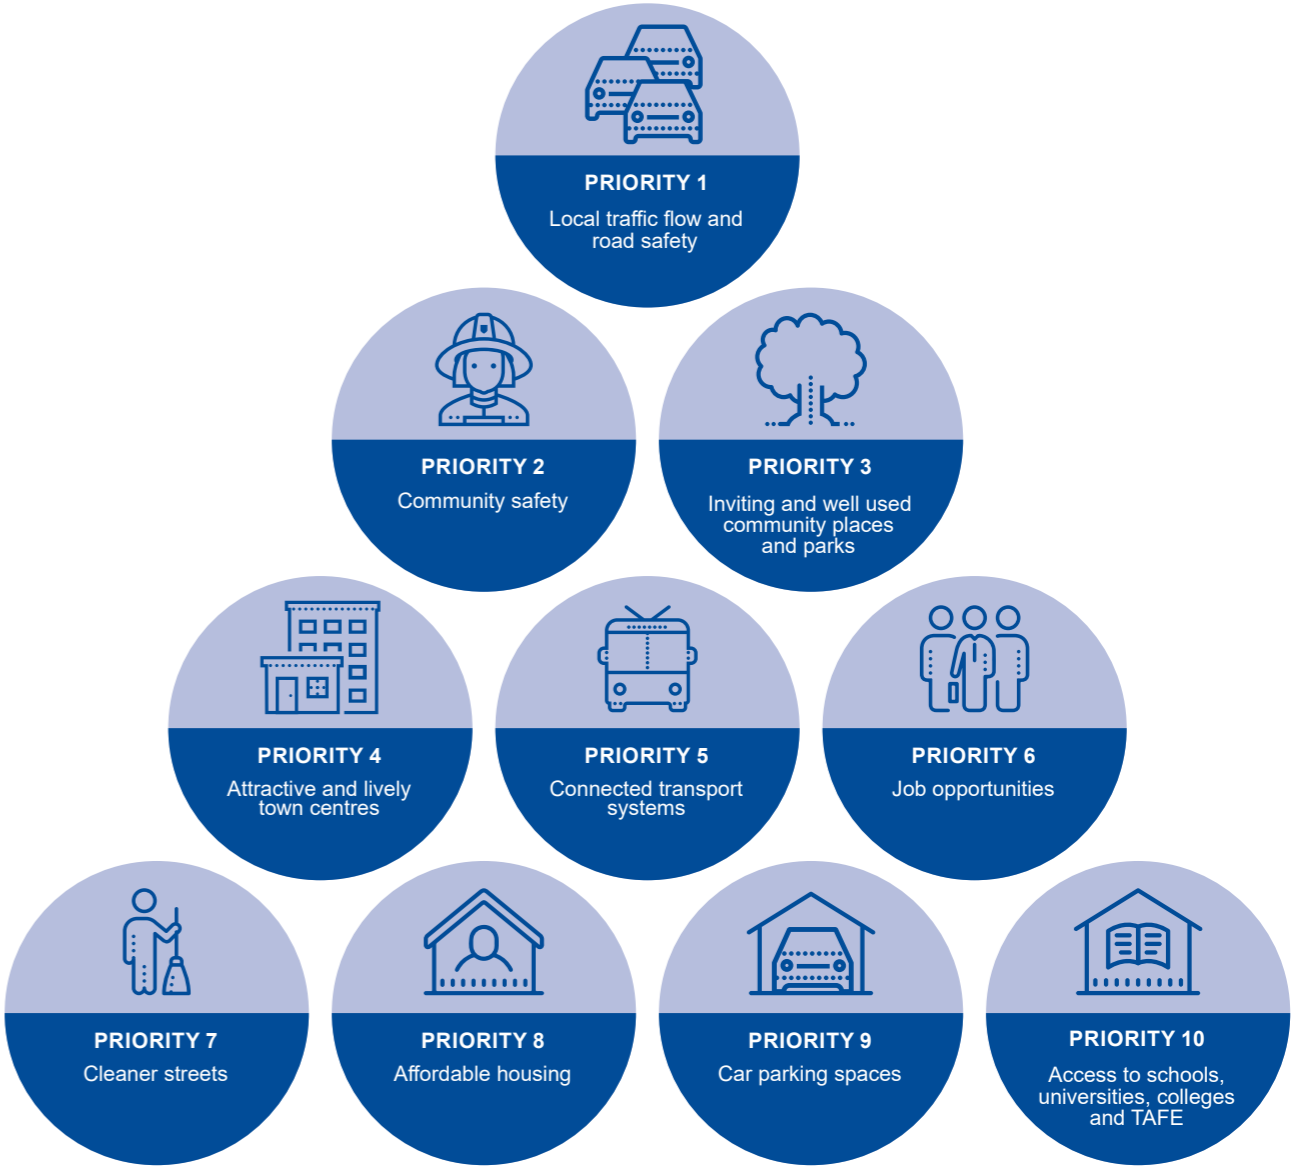 PRIORITY 1
Local traffic flow and
road safety
PRIORITY 2
Community safety
PRIORITY 3
Inviting and well used
community places
and parks
PRIORITY 4
Attractive and lively
town centres
PRIORITY 5
Connected transport
systems
PRIORITY 6
Job opportunities
PRIORITY 7
Cleaner streets
PRIORITY 8
Affordable housing
PRIORITY 9
Car parking spaces
PRIORITY 10
Access to schools,
universities, colleges
and TAFE